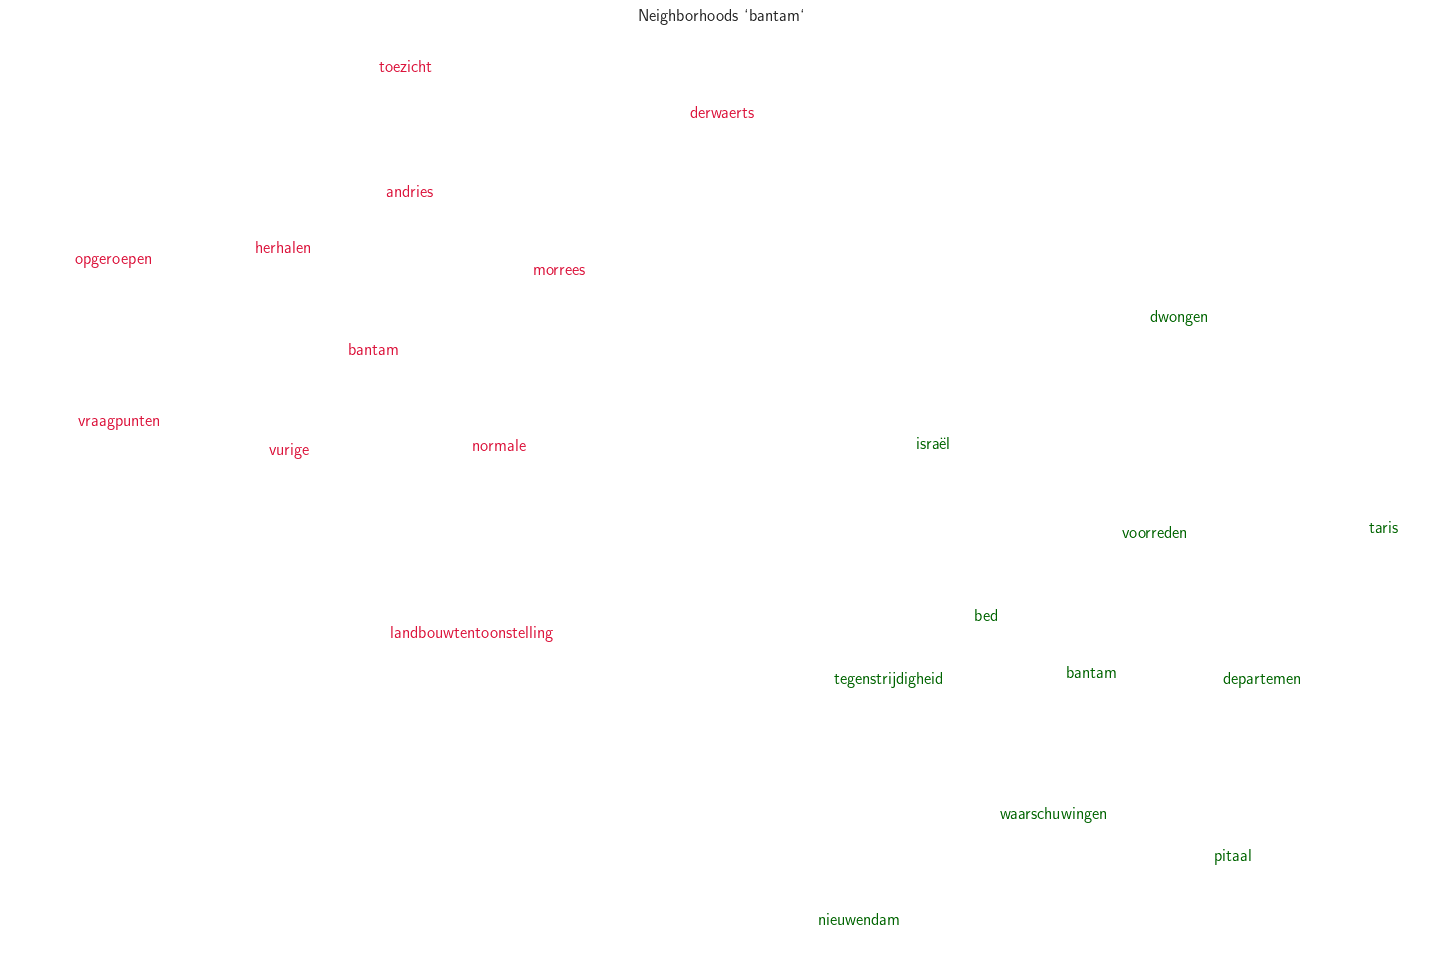 Neighborhoods ‘bantam‘
toezicht
derwaerts
andries
herhalen
opgeroepen
morrees
dwongen
bantam
vraagpunten
israël
normale
vurige
taris
voorreden
bed
landbouwtentoonstelling
bantam
tegenstrijdigheid
departemen
waarschuwingen
pitaal
nieuwendam